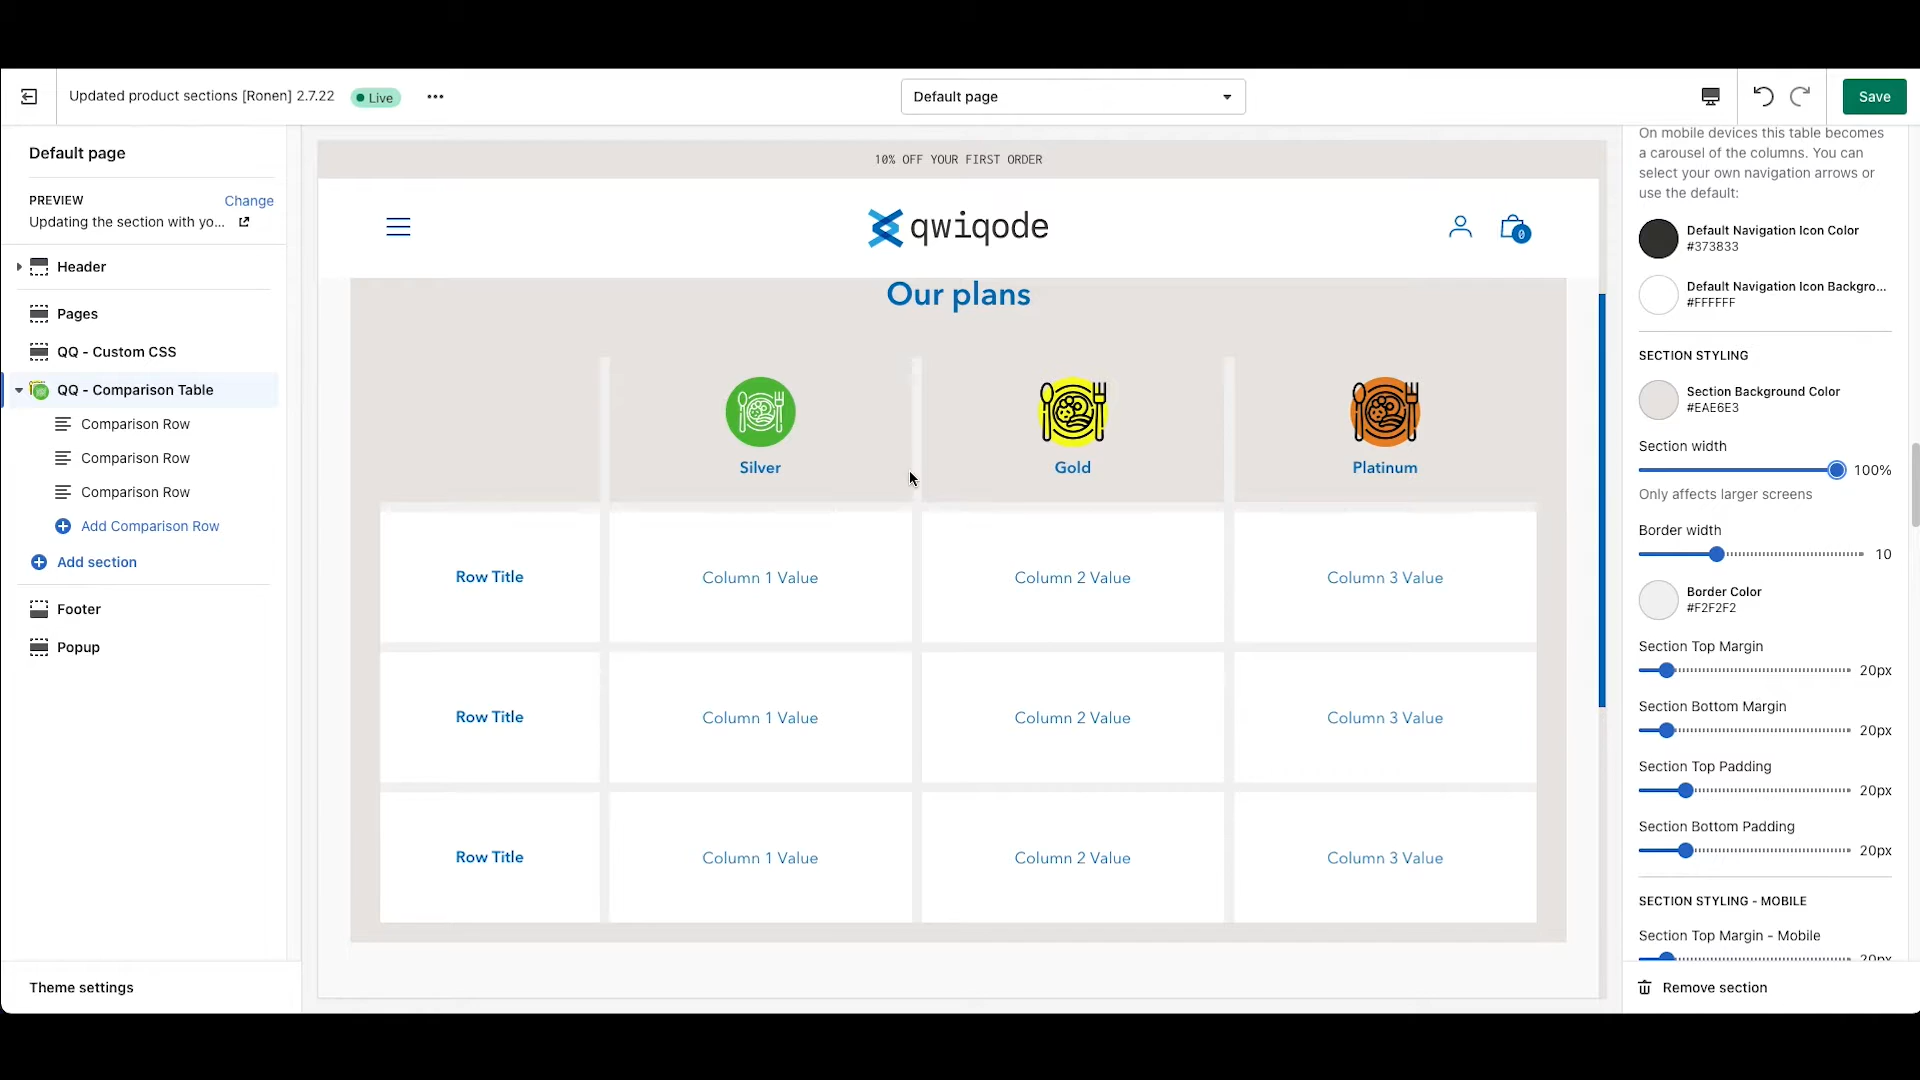 Updated product sections [Ronen] 2.7.22
Live
Default page
Save
Default page
PREVIEW
Change
Updating the section with yo...
Header
Pages
QQ - Custom CSS
QQ - Comparison Table
Comparison Row
Comparison Row
Comparison Row
Add Comparison Row
Add section
Footer
Popup
Theme settings
10% OFF YOUR FIRST ORDER
qwiqode
0
Our plans
Silver
Gold
Platinum
Row Title
Column 1 Value
Column 2 Value
Column 3 Value
Row Title
Column 1 Value
Column 2 Value
Column 3 Value
Row Title
Column 1 Value
Column 2 Value
Column 3 Value
On mobile devices this table becomes
a carousel of the columns. You can
select your own navigation arrows or
use the default:
Default Navigation Icon Color
#373833
Default Navigation Icon Backgro...
#FFFFFF
SECTION STYLING
Section Background Color
#EAE6E3
Section width
100%
Only affects larger screens
Border width
10
Border Color
#F2F2F2
Section Top Margin
20px
Section Bottom Margin
20px
Section Top Padding
20px
Section Bottom Padding
20px
SECTION STYLING - MOBILE
Section Top Margin - Mobile
20px
Remove section